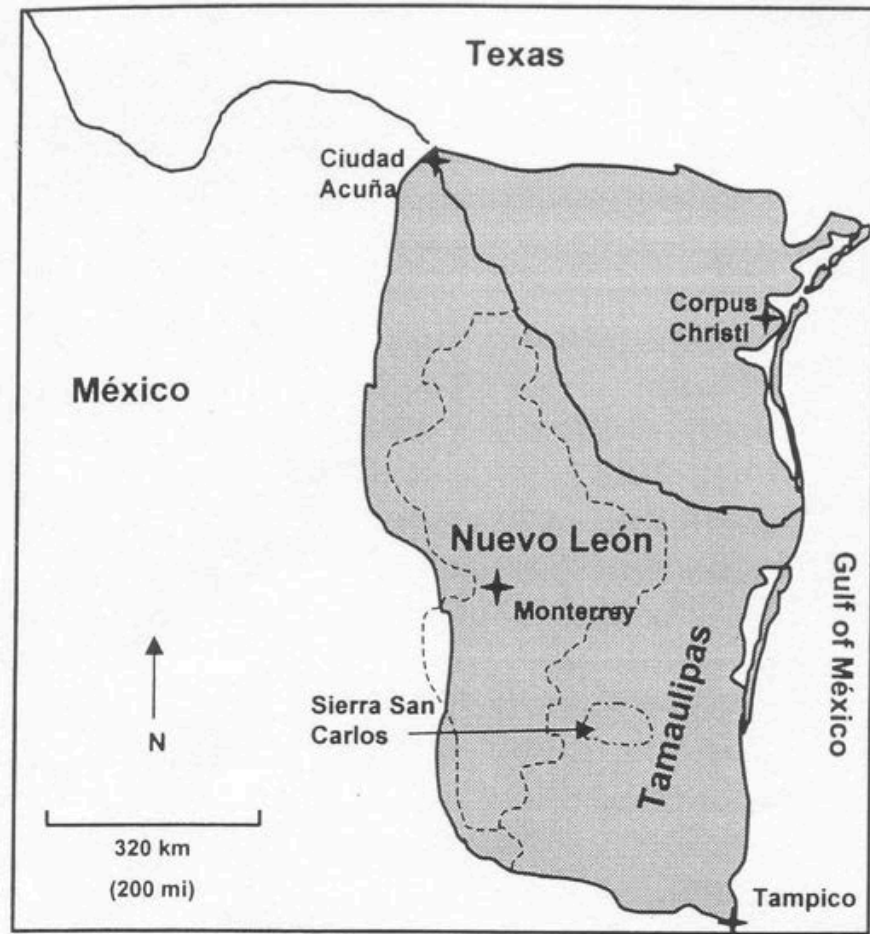 Texas
Ciudad
Acuña
Corpus
Christi
México
Nuevo León
Monterrey
Gulf of México
Tamaulipas
Sierra San
Carlos
N
320 km
(200 mi)
Tampico